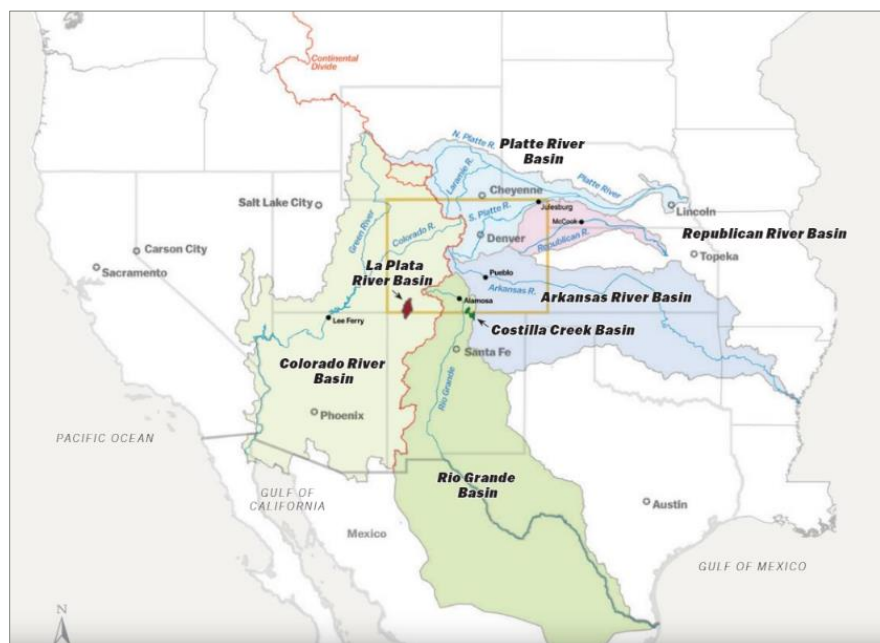 Continental
Divide
N. Platte R.
Platte River
Basin
Laramie R.
Cheyenne
Platte River
Salt Lake City
Green River
Julesburg
Lincoln
S. Platte R.
McCook
Colorado R.
Denver
Republican R.
Republican River Basin
Carson City
Topeka
Sacramento
La Plata
River Basin
Pueblo
Arkansas R.
Arkansas River Basin
Alamosa
Lee Ferry
Costilla Creek Basin
Santa Fe
Colorado River
Basin
Rio Grande
Phoenix
PACIFIC OCEAN
Rio Grande
Basin
GULF OF
CALIFORNIA
Austin
Mexico
GULF OF MEXICO
N